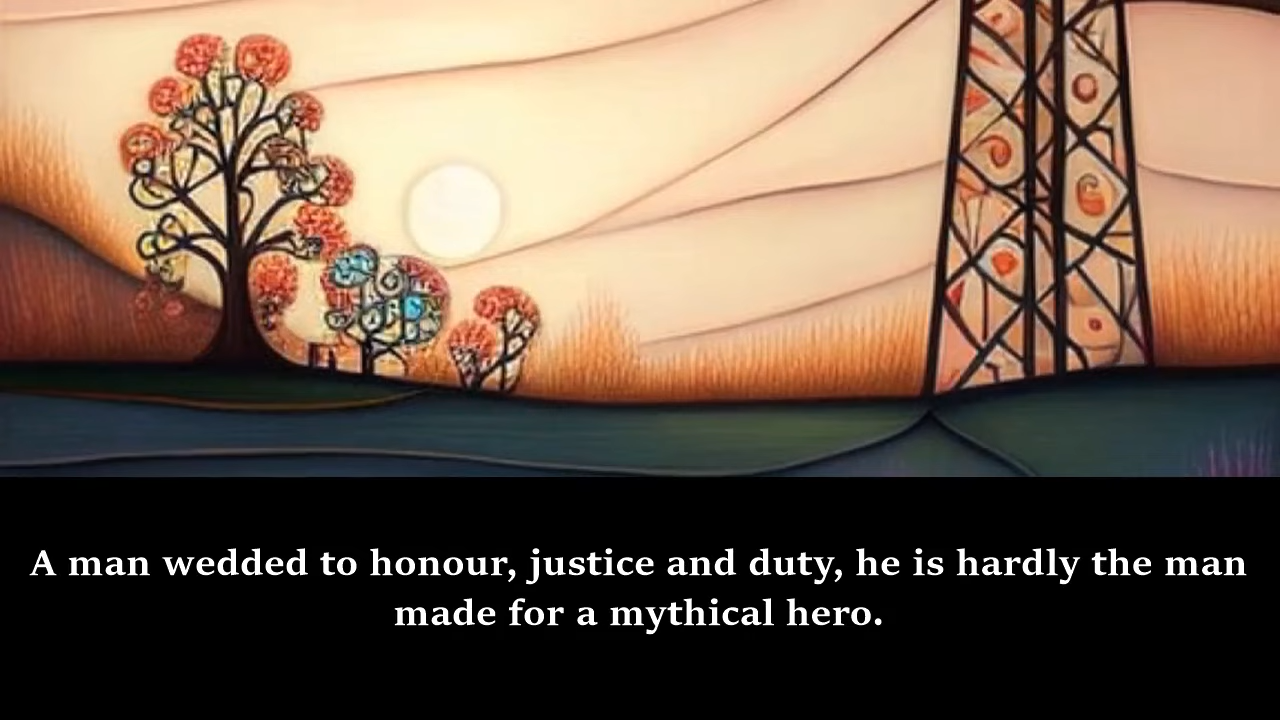 A man wedded to honour, justice and duty, he is hardly the man
made for a mythical hero.